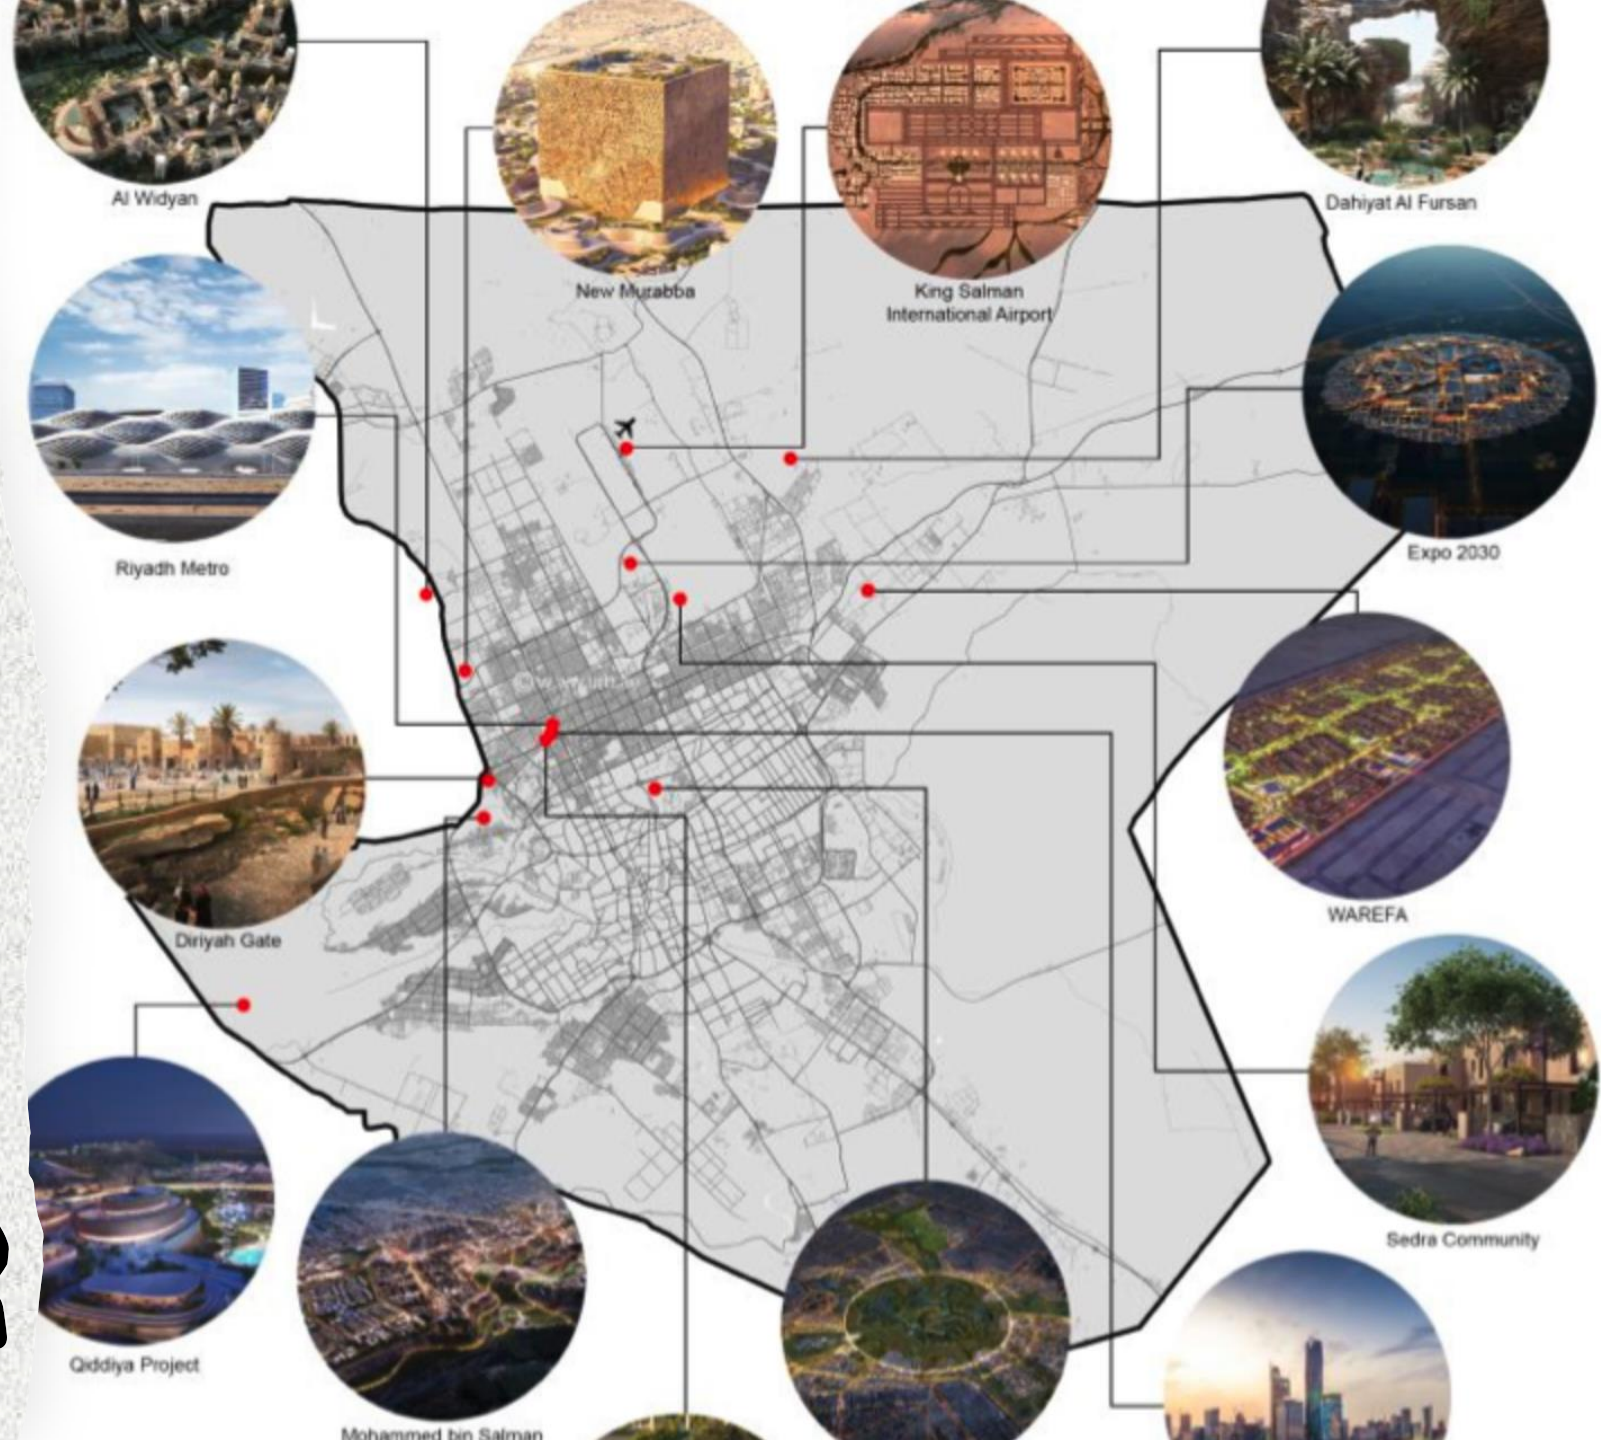 Al Widyan
Dahiyat Al Fursan
New Murabba
King Salman
International Airport
Riyadh Metro
Expo 2030
WAREFA
Diriyah Gate
Sedra Community
Qiddiya Project
Mohammed bin Salman